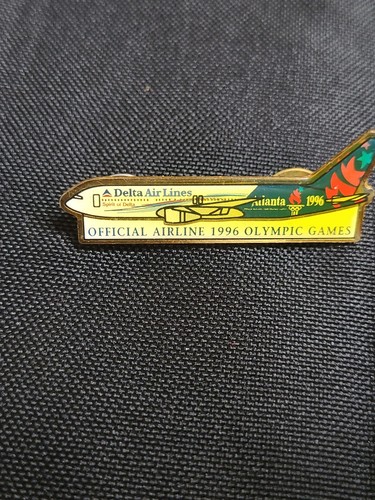 Delta Air Lines
Spirit of Delta
Atlanta 1996
OFFICIAL AIRLINE 1996 OLYMPIC GAMES